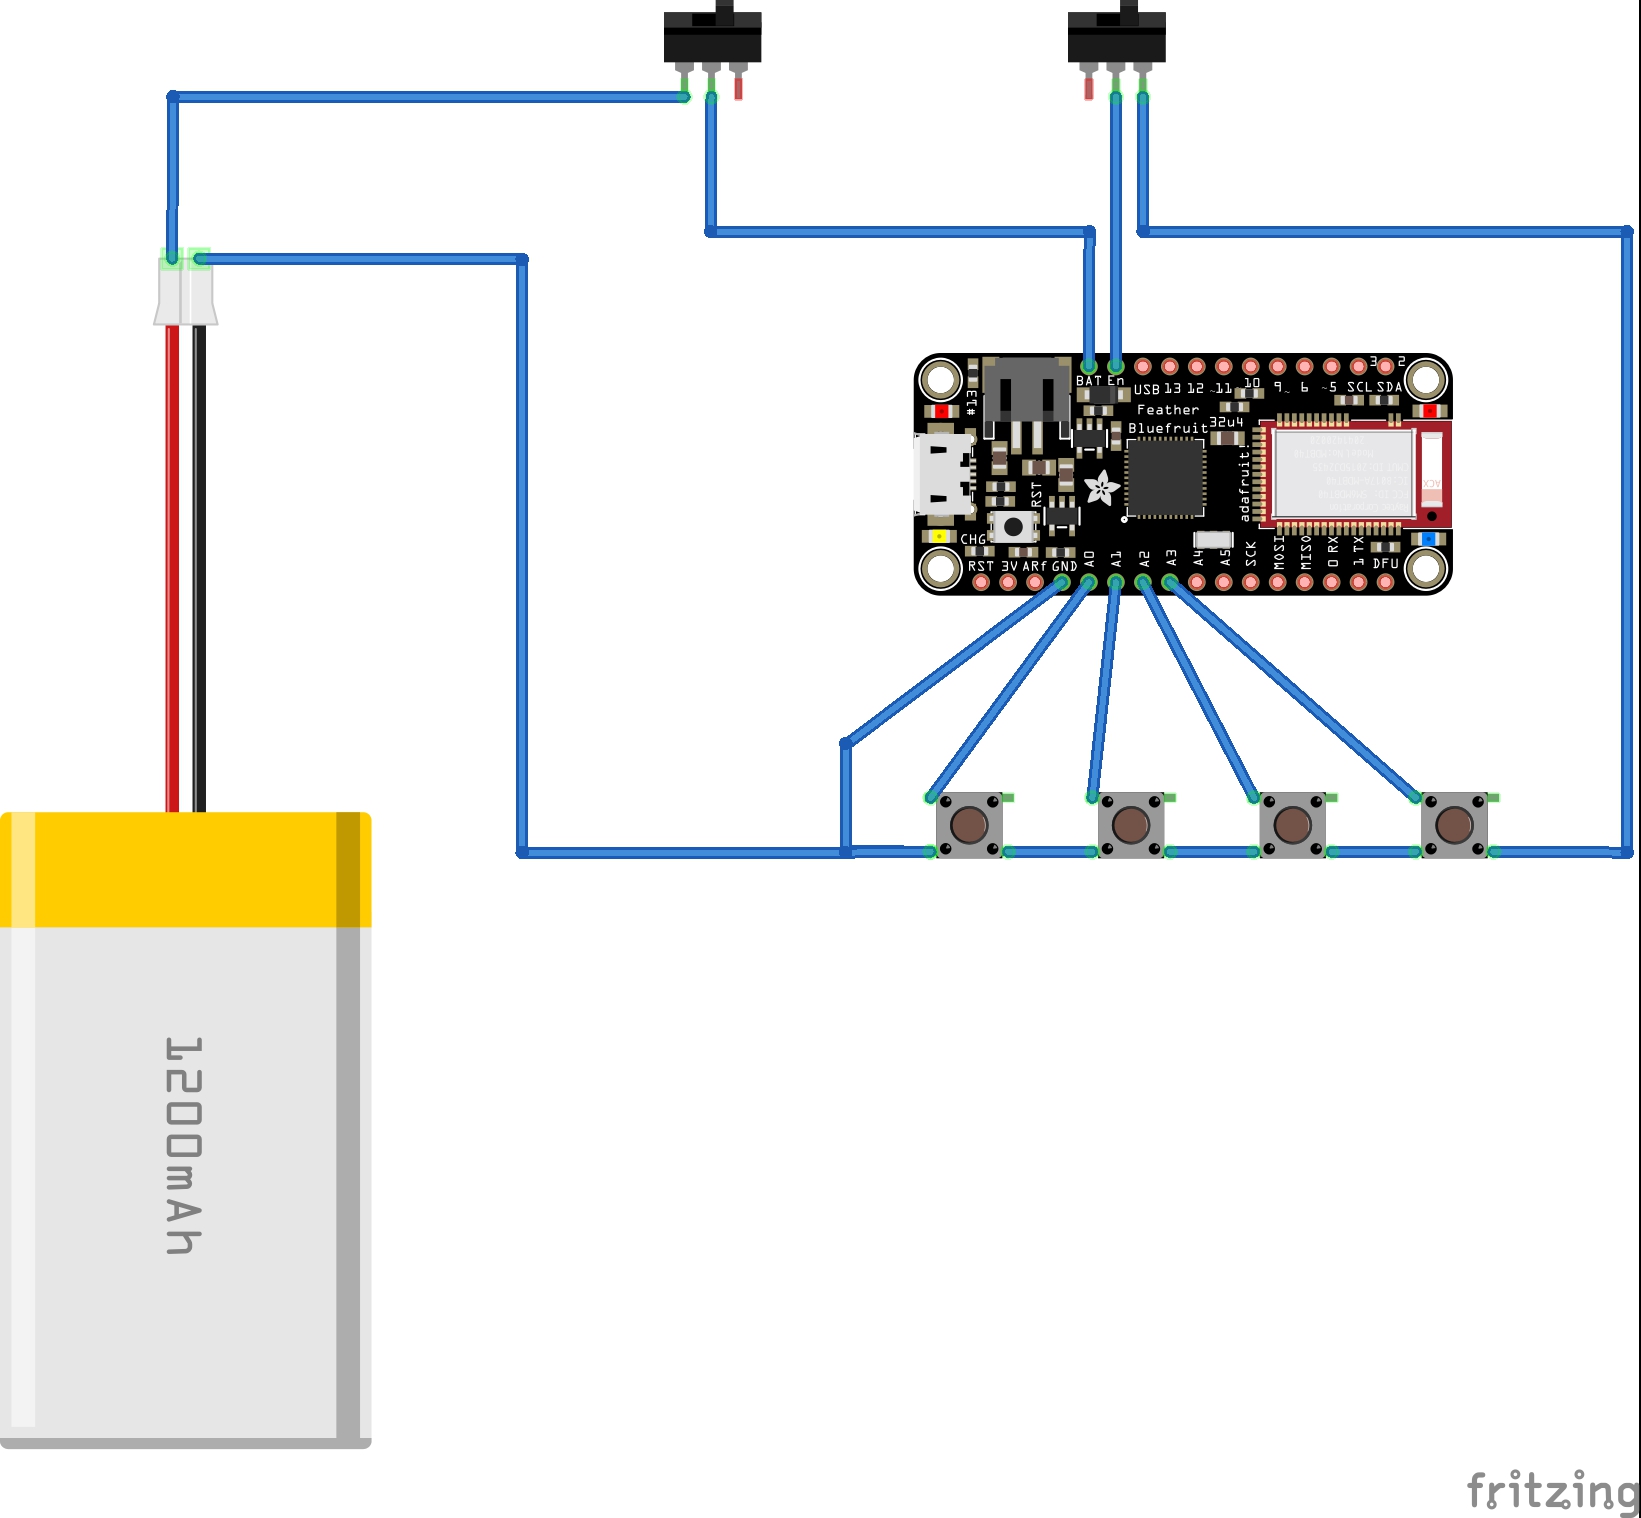 BAT En USB 13 12 ~11 ~10 9~ 6 ~5 SCL SDA
3 2
#13
Feather
Bluefruit 32u4
RST
adafruit
ACX
CHG
RST 3V ARf GND A0 A1 A2 A3 A4 A5 SCK MOSI MISO 0 RX 1 TX DFU
1200mAh
fritzing